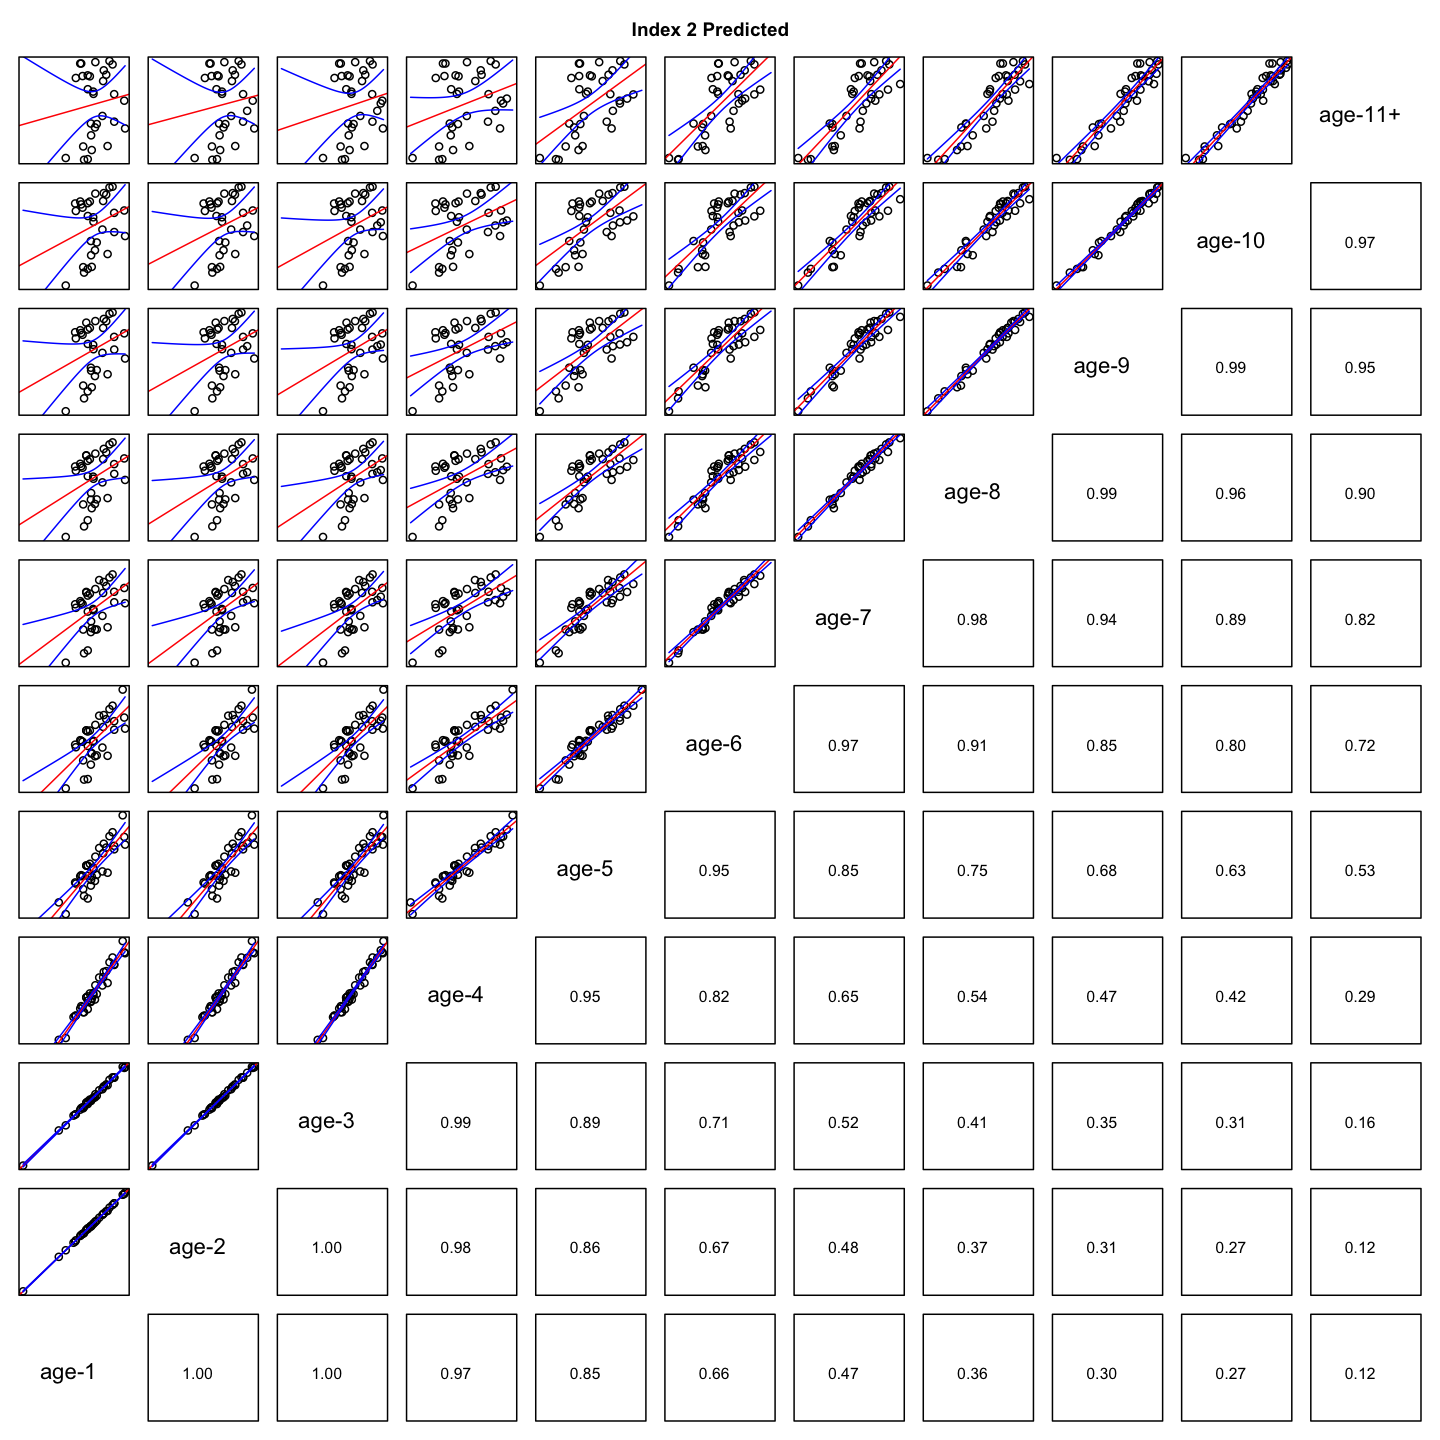 Index 2 Predicted
age-11+
age-10 0.97
age-9 0.99 0.95
age-8 0.99 0.96 0.90
age-7 0.98 0.94 0.89 0.82
age-6 0.97 0.91 0.85 0.80 0.72
age-5 0.95 0.85 0.75 0.68 0.63 0.53
age-4 0.95 0.82 0.65 0.54 0.47 0.42 0.29
age-3 0.99 0.89 0.71 0.52 0.41 0.35 0.31 0.16
age-2 1.00 0.98 0.86 0.67 0.48 0.37 0.31 0.27 0.12
age-1 1.00 1.00 0.97 0.85 0.66 0.47 0.36 0.30 0.27 0.12